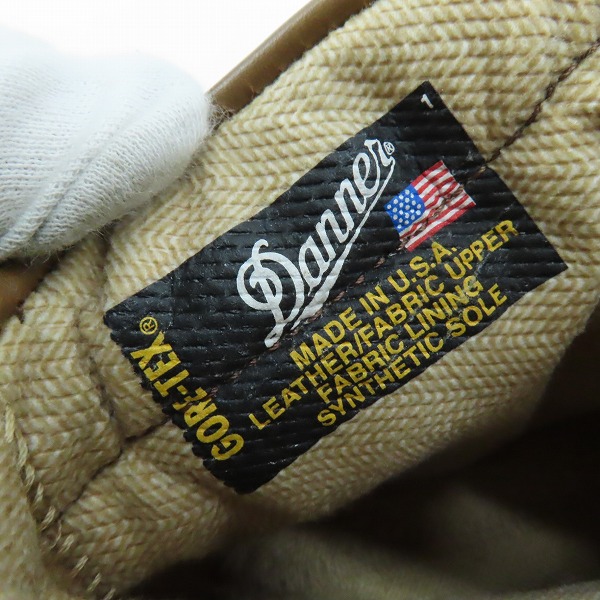 1
Danner®
MADE IN U.S.A.
LEATHER/FABRIC UPPER
FABRIC LINING
SYNTHETIC SOLE
GORE-TEX®